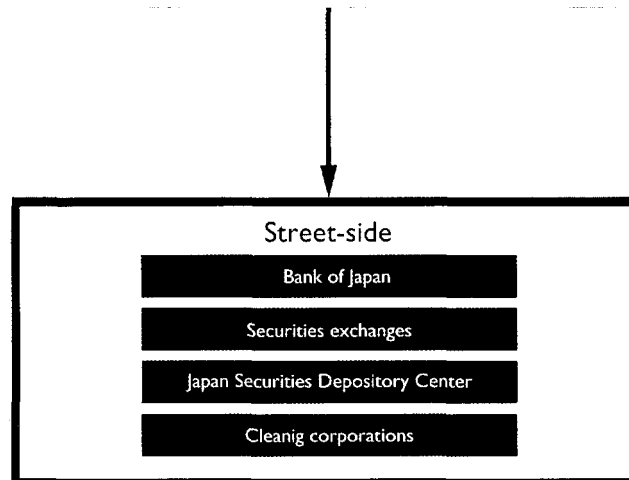 Street-side
Bank of Japan
Securities exchanges
Japan Securities Depository Center
Cleanig corporations